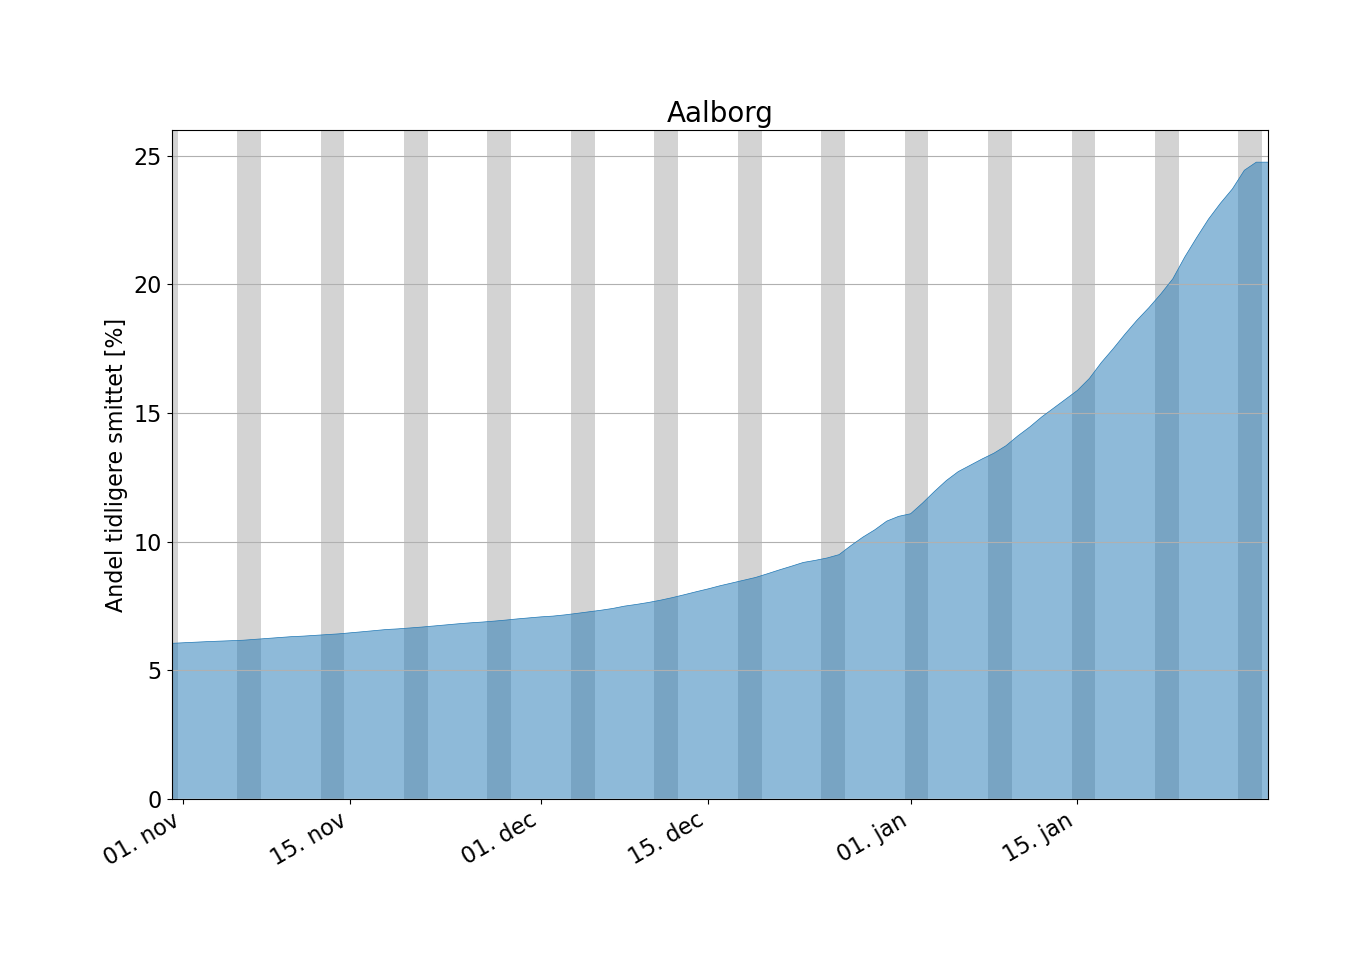 Aalborg
Andel tidligere smittet [%]
25
20
15
10
5
0
01. nov
15. nov
01. dec
15. dec
01. jan
15. jan